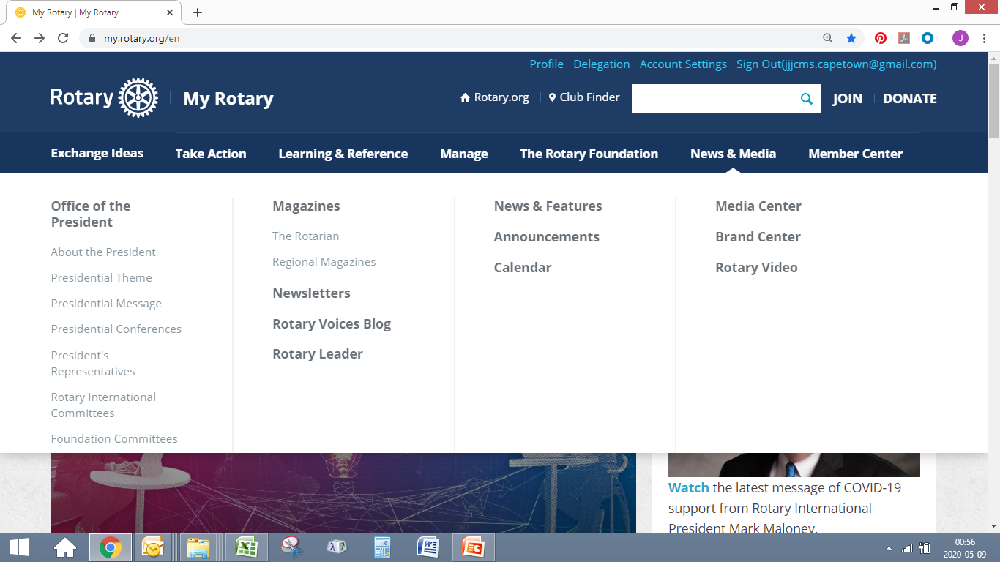 My Rotary | My Rotary
my.rotary.org/en
J
Profile Delegation Account Settings Sign Out(jjjcms.capetown@gmail.com)
Rotary
My Rotary
Rotary.org
Club Finder
JOIN
DONATE
Exchange Ideas
Take Action
Learning & Reference
Manage
The Rotary Foundation
News & Media
Member Center
Office of the
President
About the President
Presidential Theme
Presidential Message
Presidential Conferences
President's
Representatives
Rotary International
Committees
Foundation Committees
Magazines
The Rotarian
Regional Magazines
Newsletters
Rotary Voices Blog
Rotary Leader
News & Features
Announcements
Calendar
Media Center
Brand Center
Rotary Video
Watch the latest message of COVID-19
support from Rotary International
President Mark Maloney.
00:56
2020-05-09